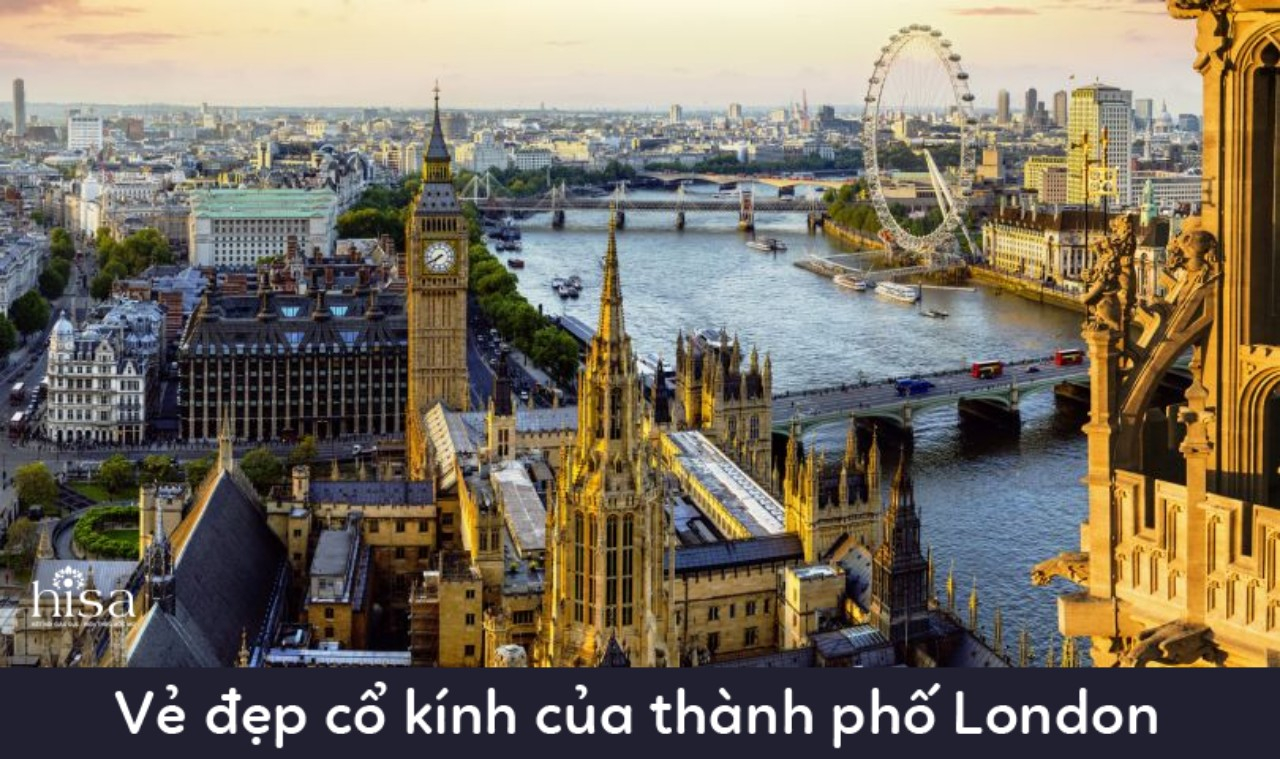 hisa
Vẻ đẹp cổ kính của thành phố London